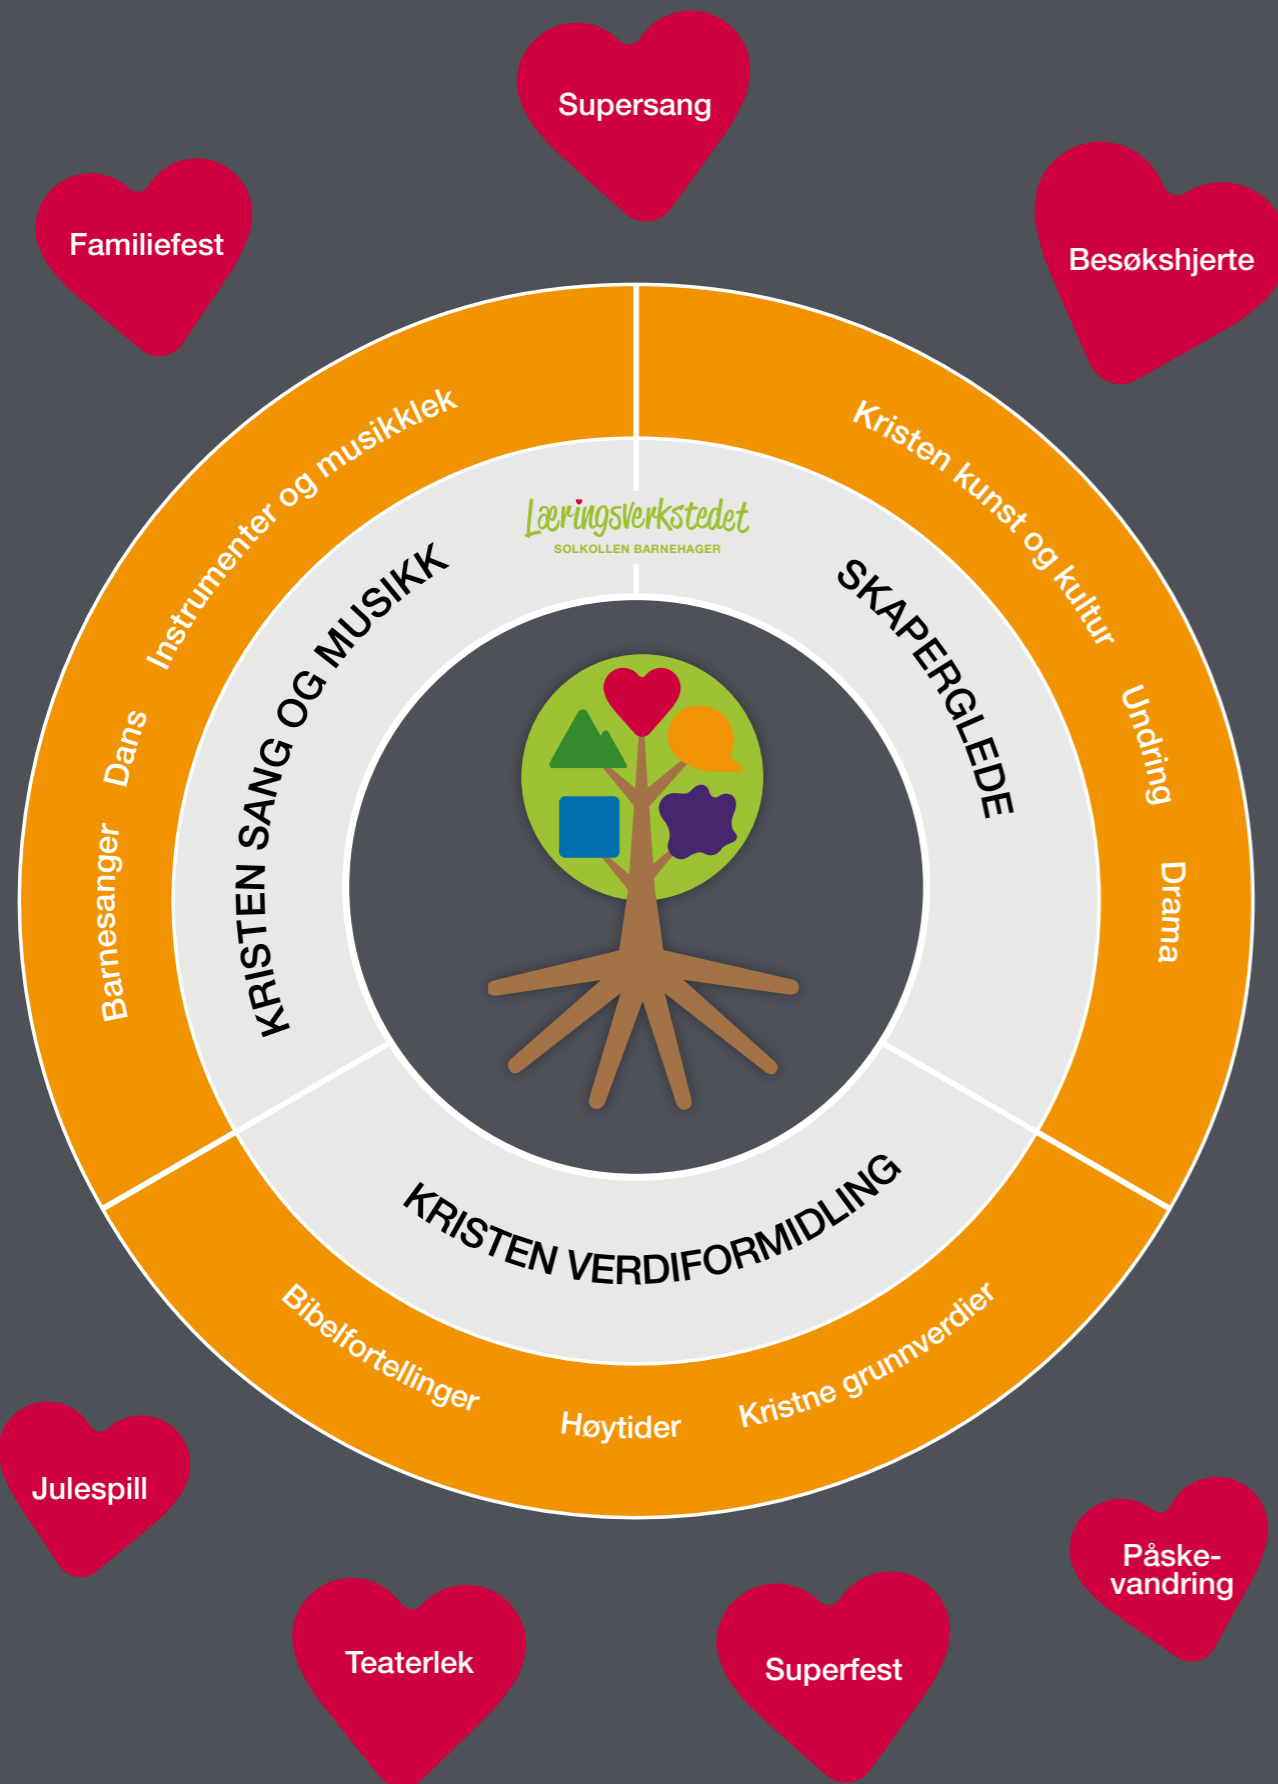 Supersang
Familiefest
Besøkshjerte
Instrumenter og musikklek
Dans
Barnesanger
Kristen kunst og kultur
Undring
Drama
Læringsverkstedet
SOLKOLLEN BARNEHAGER
KRISTEN SANG OG MUSIKK
SKAPERGLEDE
KRISTEN VERDIFORMIDLING
Bibelfortellinger
Høytider
Kristne grunnverdier
Julespill
Påske-
vandring
Teaterlek
Superfest